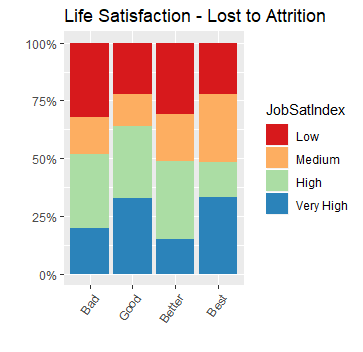 Life Satisfaction - Lost to Attrition
100%
75%
50%
25%
0%
Bad
Good
Better
Best
JobSatIndex
Low
Medium
High
Very High